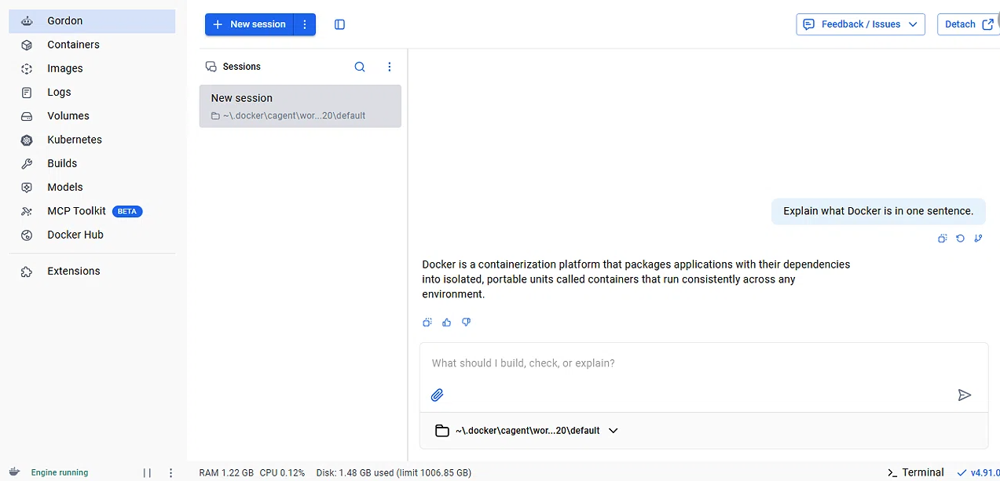 Gordon
Containers
Images
Logs
Volumes
Kubernetes
Builds
Models
MCP Toolkit BETA
Docker Hub
Extensions
New session
Feedback / Issues
Detach
Sessions
New session
~\.docker\cagent\wor...20\default
Explain what Docker is in one sentence.
Docker is a containerization platform that packages applications with their dependencies
into isolated, portable units called containers that run consistently across any
environment.
What should I build, check, or explain?
~\.docker\cagent\wor...20\default
Engine running
RAM 1.22 GB CPU 0.12% Disk: 1.48 GB used (limit 1006.85 GB)
Terminal
v4.91.0